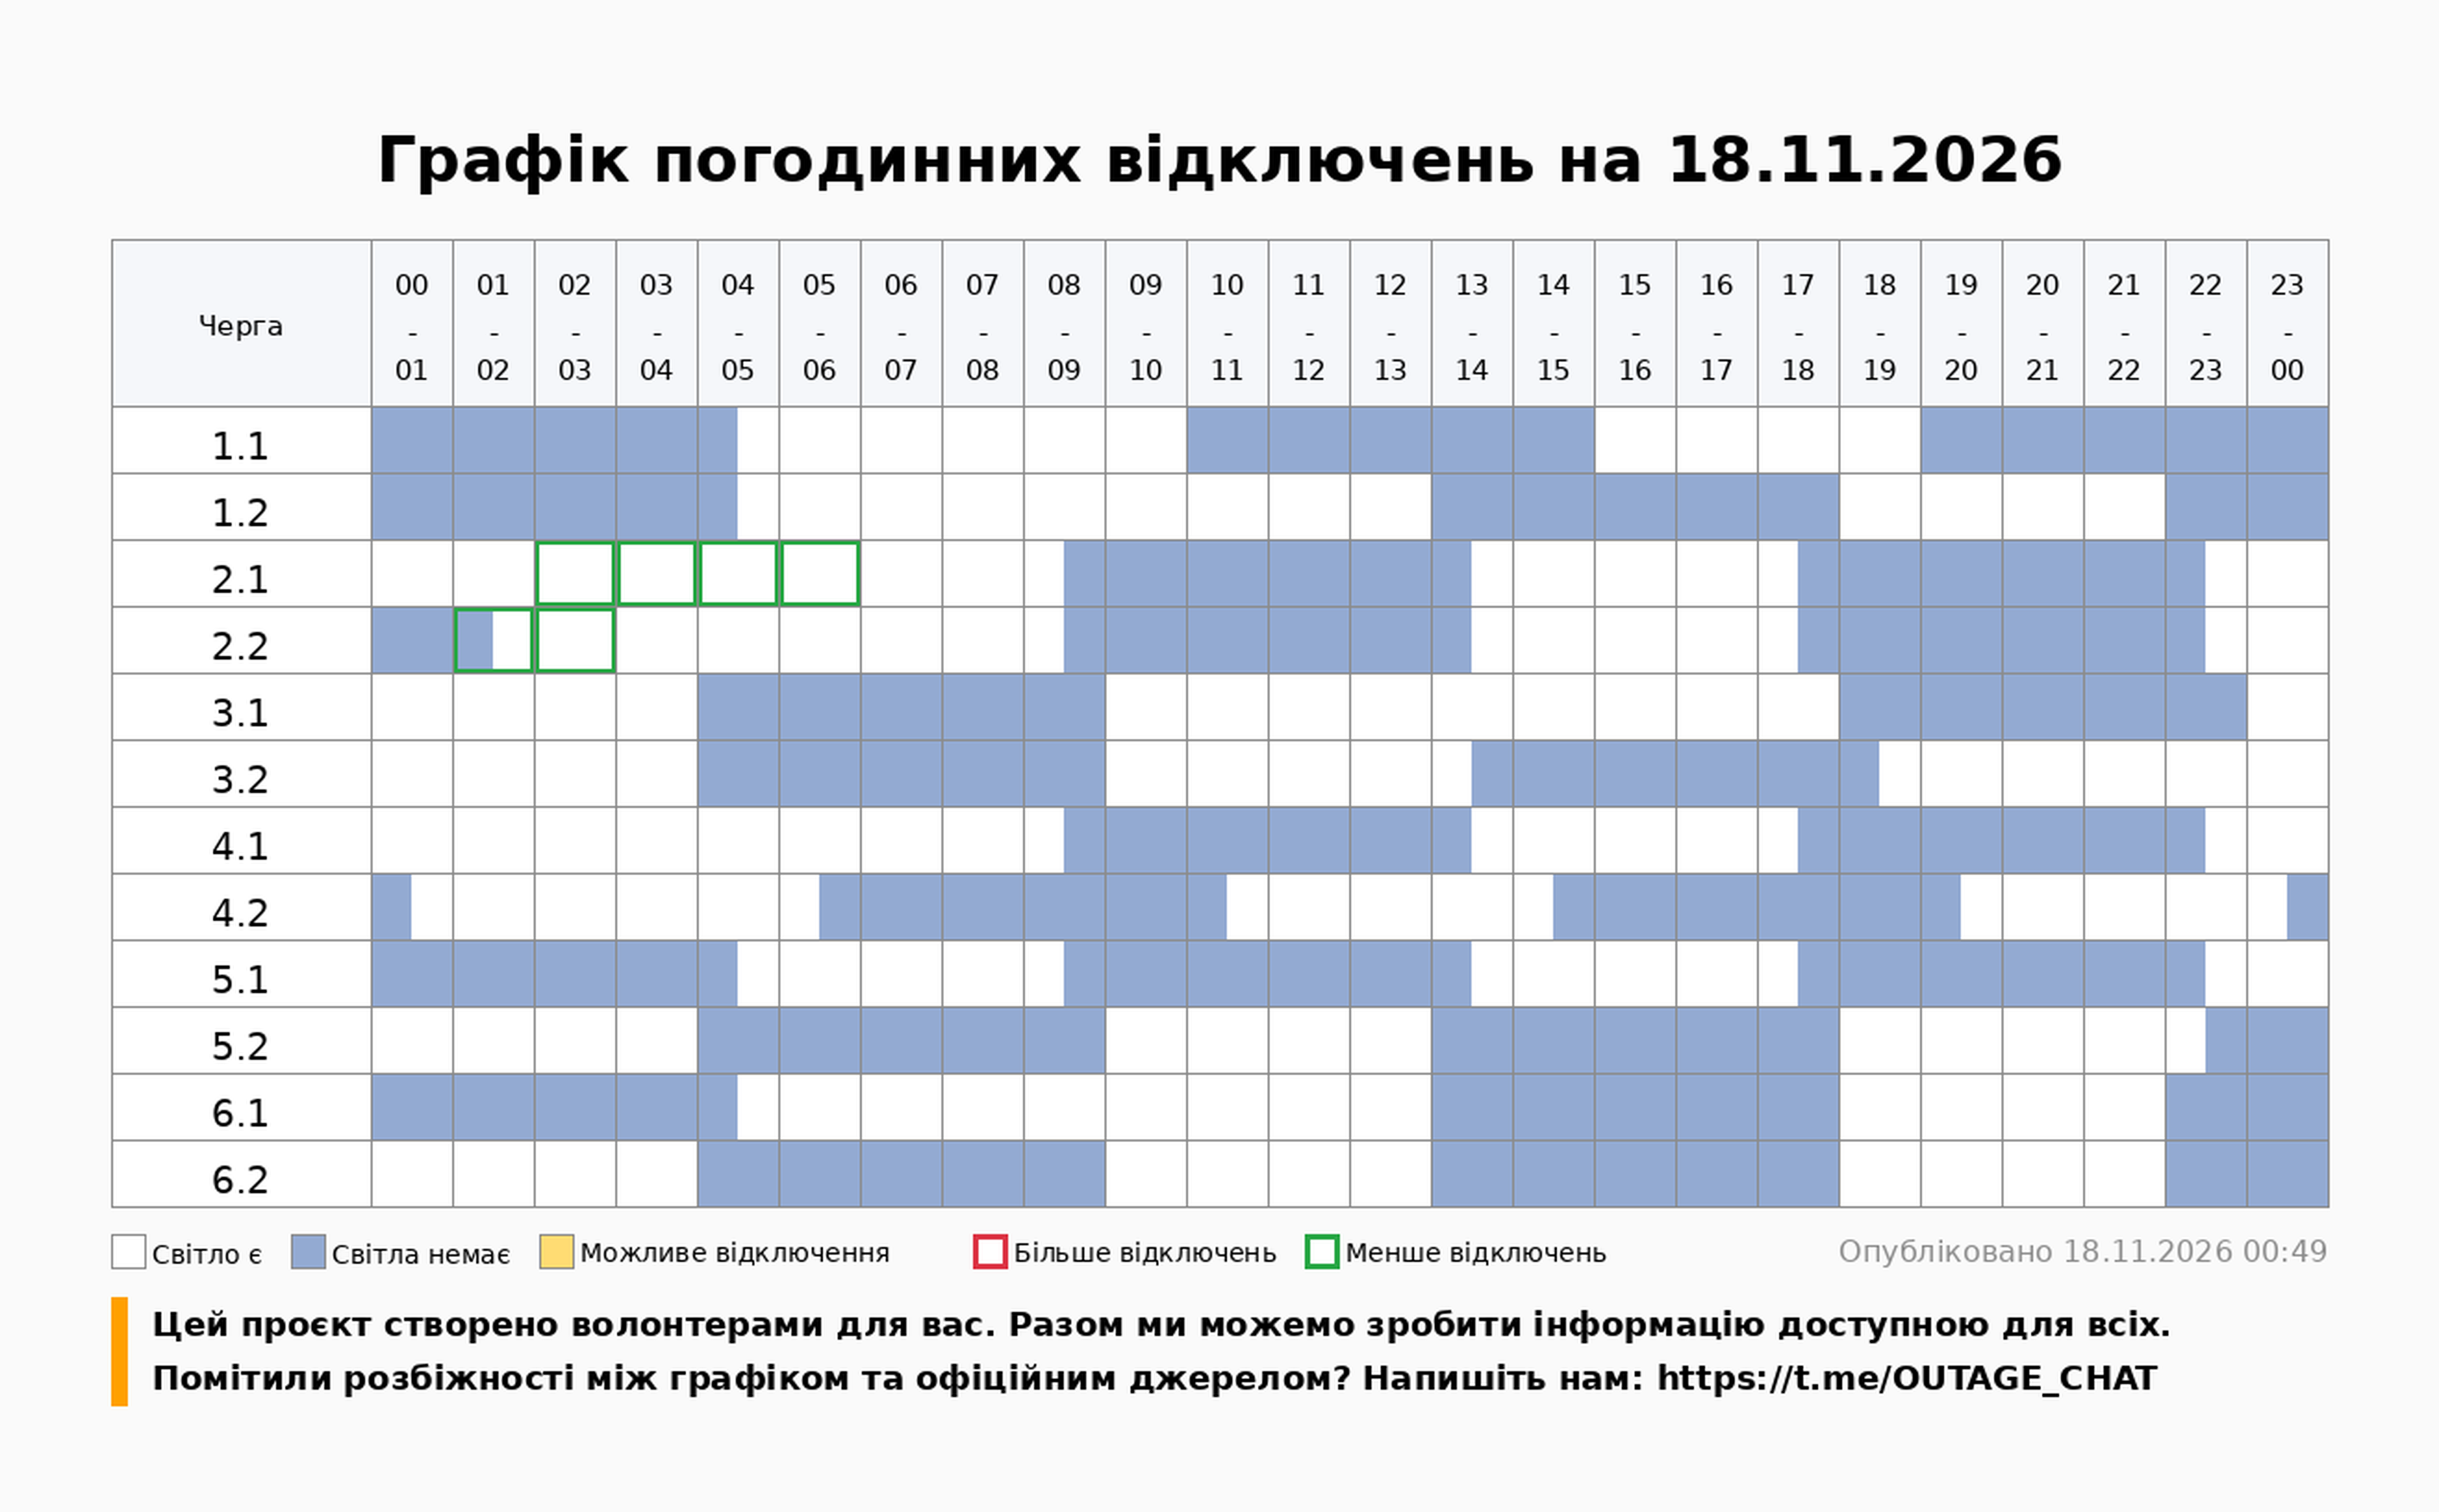 Графік погодинних відключень на 18.11.2026
Черга
00 - 01
01 - 02
02 - 03
03 - 04
04 - 05
05 - 06
06 - 07
07 - 08
08 - 09
09 - 10
10 - 11
11 - 12
12 - 13
13 - 14
14 - 15
15 - 16
16 - 17
17 - 18
18 - 19
19 - 20
20 - 21
21 - 22
22 - 23
23 - 00
1.1
1.2
2.1
2.2
3.1
3.2
4.1
4.2
5.1
5.2
6.1
6.2
Світло є
Світла немає
Можливе відключення
Більше відключень
Менше відключень
Опубліковано 18.11.2026 00:49
Цей проєкт створено волонтерами для вас. Разом ми можемо зробити інформацію доступною для всіх.
Помітили розбіжності між графіком та офіційним джерелом? Напишіть нам: https://t.me/OUTAGE_CHAT